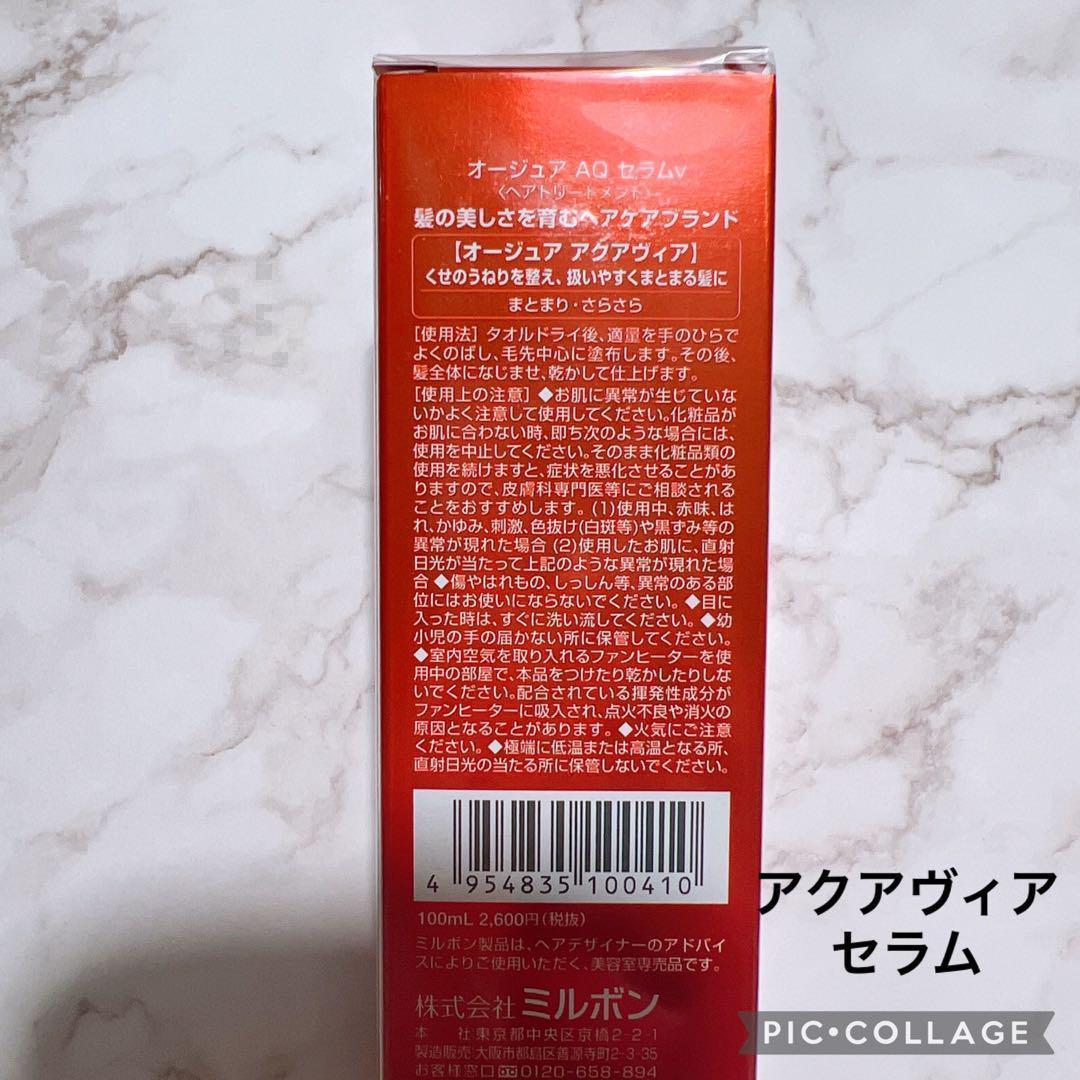 オージュア AQ セラムv
〈ヘアトリートメント〉
髪の美しさを育むヘアケアブランド
【オージュア アクアヴィア】
くせのうねりを整え、扱いやすくまとまる髪に
まとまり・さらさら
［使用法］タオルドライ後、適量を手のひらで
よくのばし、毛先中心に塗布します。その後、
髪全体になじませ、乾かして仕上げます。
［使用上の注意］◆お肌に異常が生じていな
いかよく注意して使用してください。化粧品が
お肌に合わない時、即ち次のような場合には、
使用を中止してください。そのまま化粧品類の
使用を続けますと、症状を悪化させることがあ
りますので、皮膚科専門医等にご相談される
ことをおすすめします。(1)使用中、赤味、は
れ、かゆみ、刺激、色抜け(白斑等)や黒ずみ等の
異常が現れた場合 (2)使用したお肌に、直射
日光が当たって上記のような異常が現れた場
合 ◆傷やはれもの、しっしん等、異常のある部
位にはお使いにならないでください。◆目に
入った時は、すぐに洗い流してください。◆幼
小児の手の届かない所に保管してください。
◆室内空気を取り入れるファンヒーターを使
用中の部屋で、本品をつけたり乾かしたりしな
いでください。配合されている揮発性成分が
ファンヒーターに吸入され、点火不良や消火の
原因となることがあります。◆火気にご注意
ください。◆極端に低温または高温となる所、
直射日光の当たる所に保管しないでください。
4 954835 100410
100mL 2,600円(税抜)
ミルボン製品は、ヘアデザイナーのアドバイ
スによりご使用いただく、美容室専売品です。
株式会社 ミルボン
本 社:東京都中央区京橋2-2-1
製造販売:大阪市都島区善源寺町2-3-35
お客様窓口 0120-658-894
アクアヴィア
セラム
PIC•COLLAGE